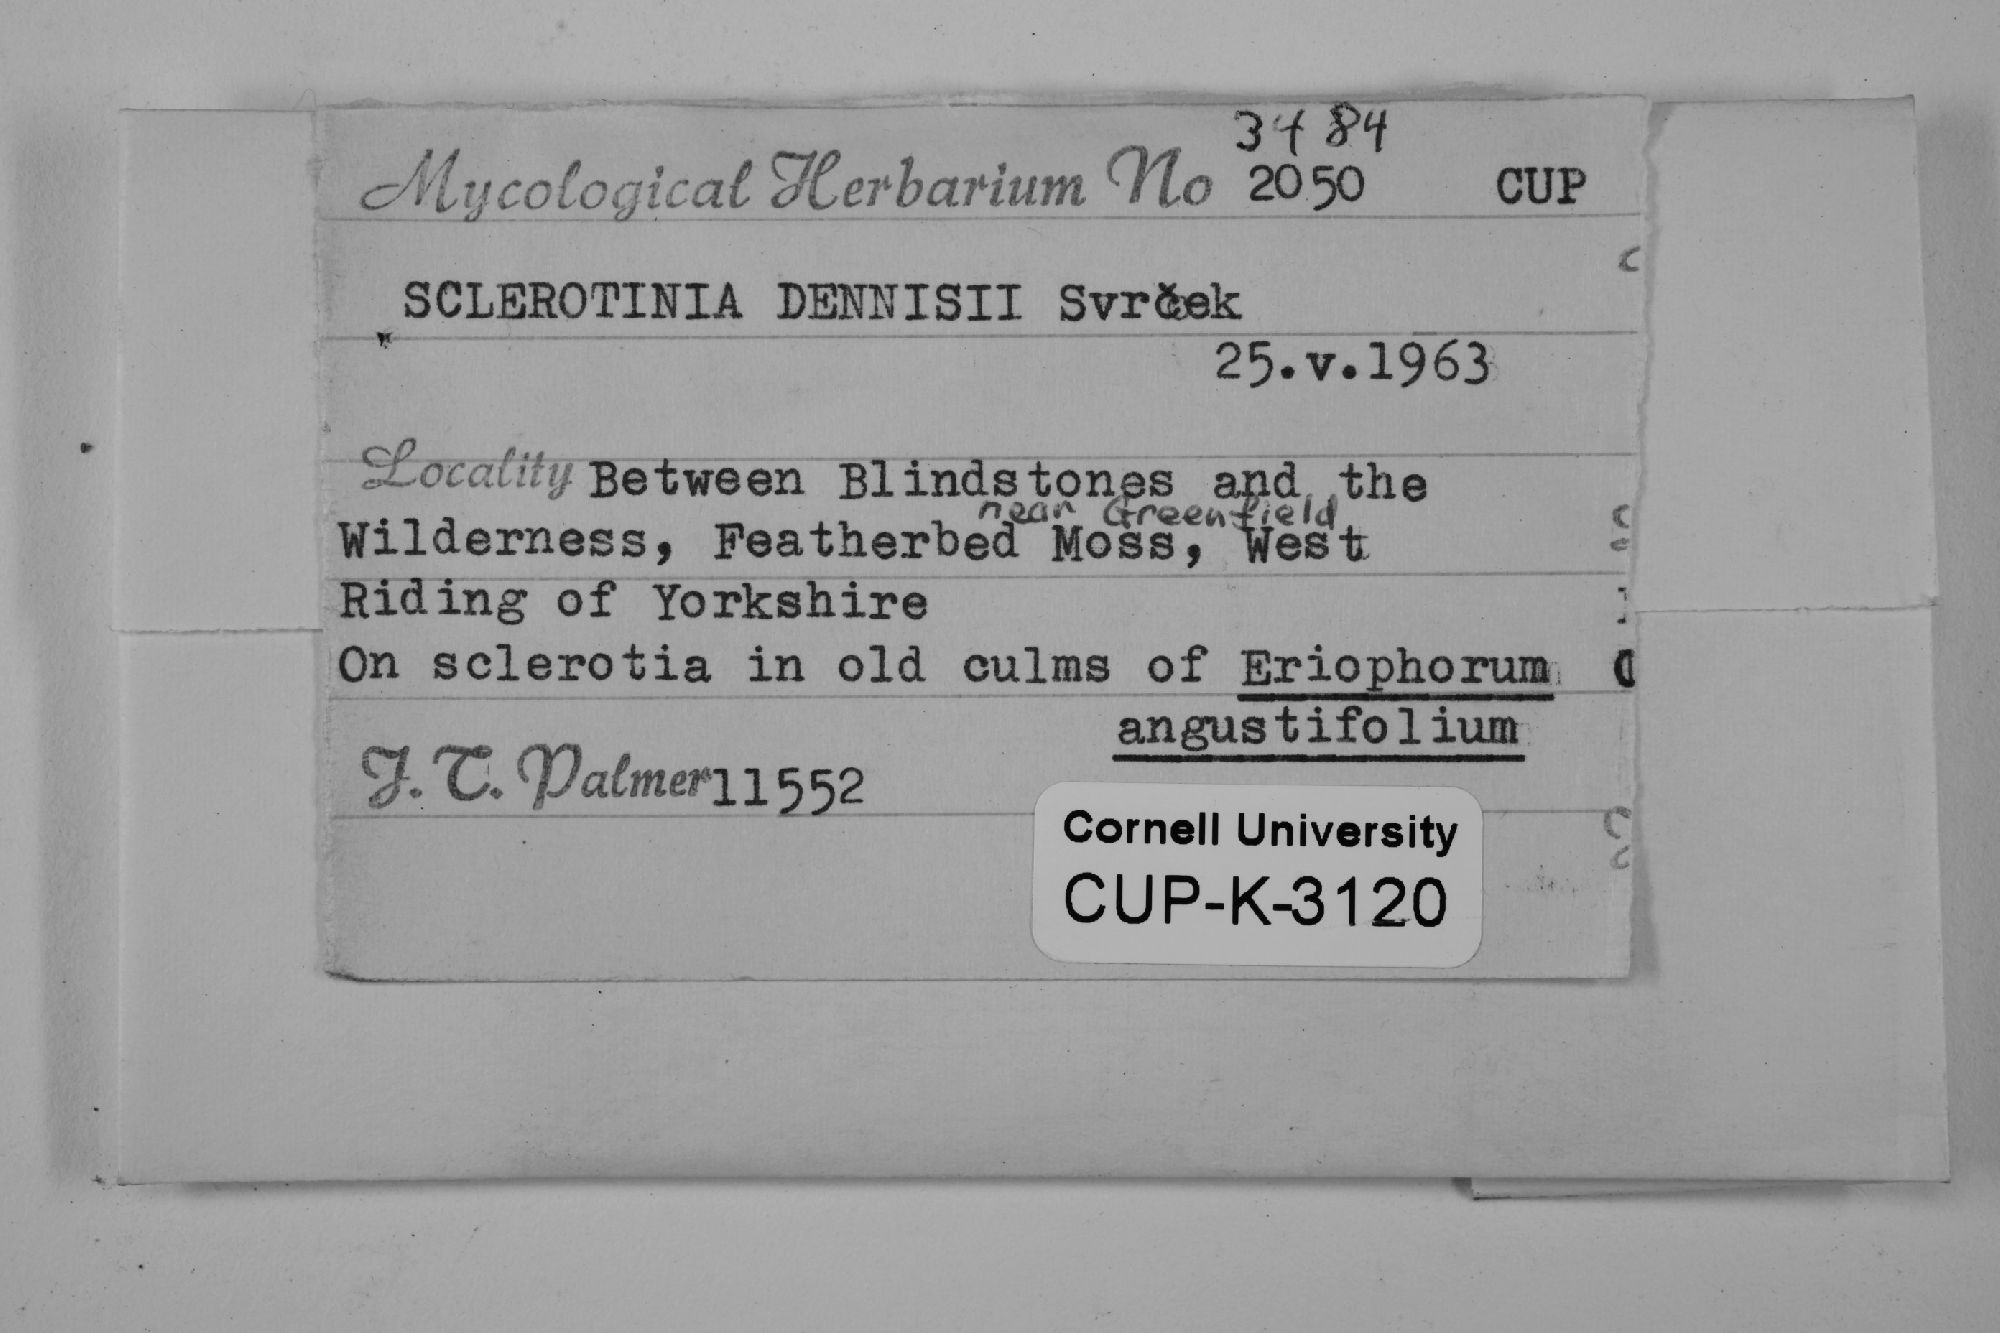 3484
Mycological Herbarium No 2050 CUP
SCLEROTINIA DENNISII Svrček
25.v.1963
Locality Between Blindstones and the
near Greenfield
Wilderness, Featherbed Moss, West
Riding of Yorkshire
On sclerotia in old culms of Eriophorum
angustifolium
J. T. Palmer 11552
Cornell University
CUP-K-3120